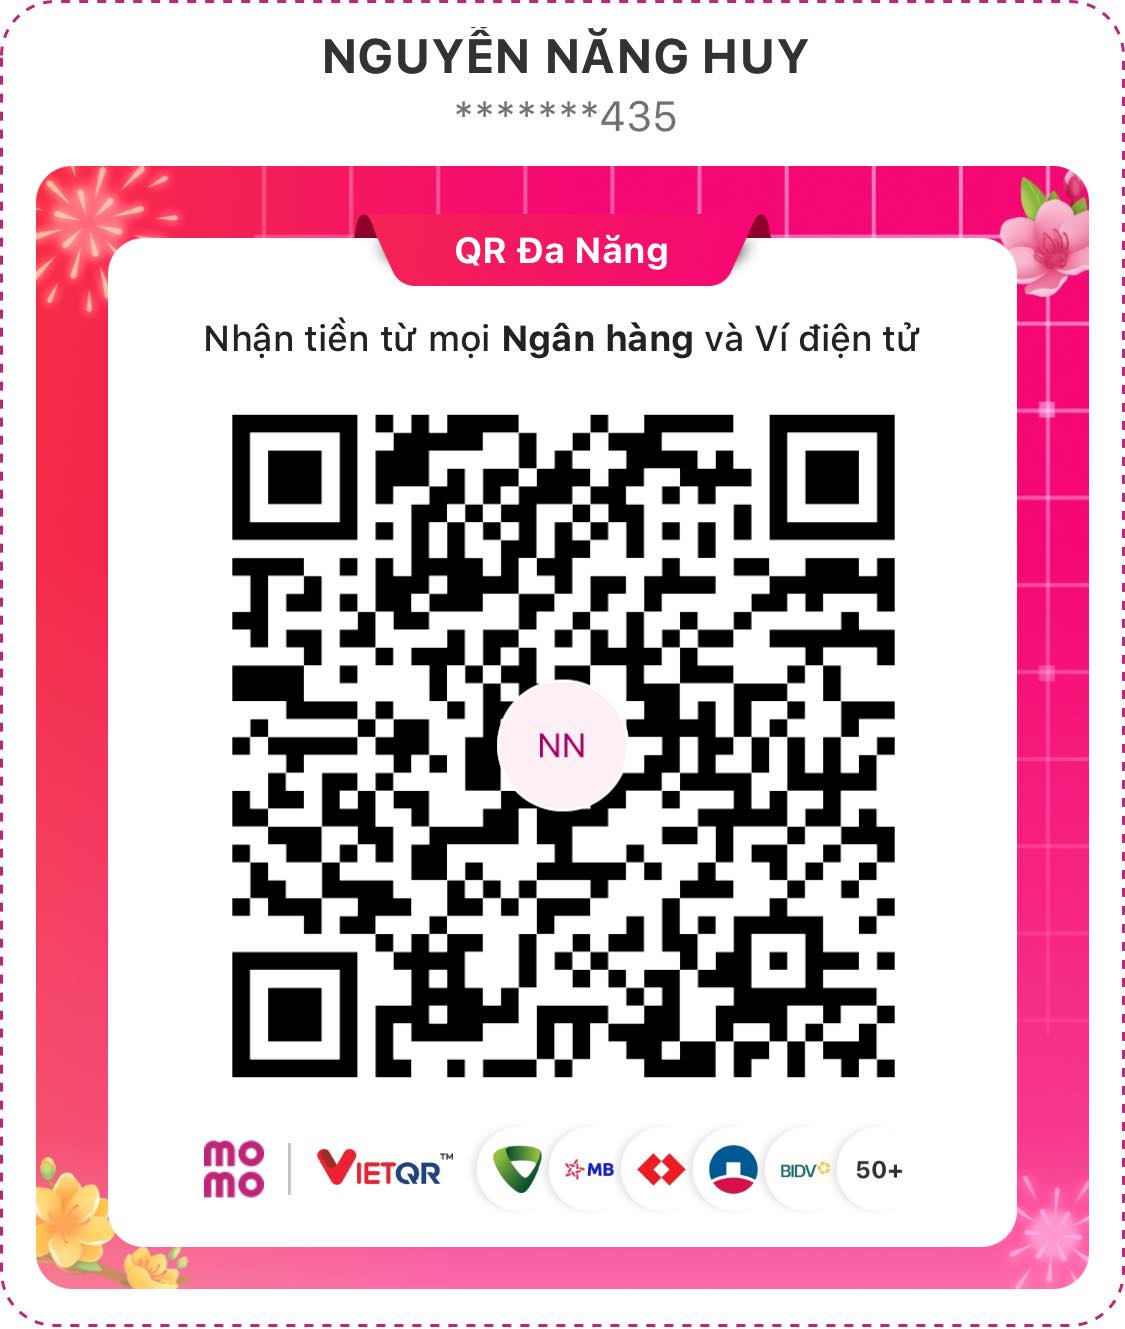 NGUYỄN NĂNG HUY
*******435
QR Đa Năng
Nhận tiền từ mọi Ngân hàng và Ví điện tử
NN
mo mo VIETQR™ MB BIDV 50+